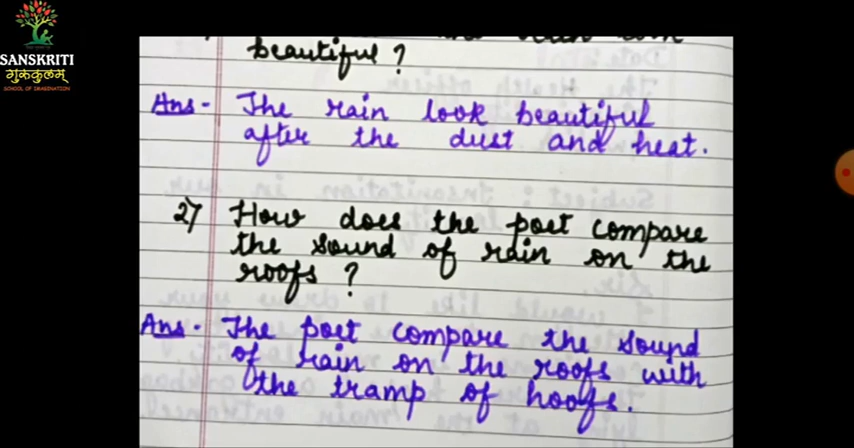 SANSKRITI
गुरुकुलम्
SCHOOL OF IMAGINATION
beautiful ?
Ans - The rain look beautiful
after the dust and heat.
27 How does the poet compare
the sound of rain on the
roofs ?
Ans - The poet compare the sound
of rain on the roofs with
the tramp of hoofs.